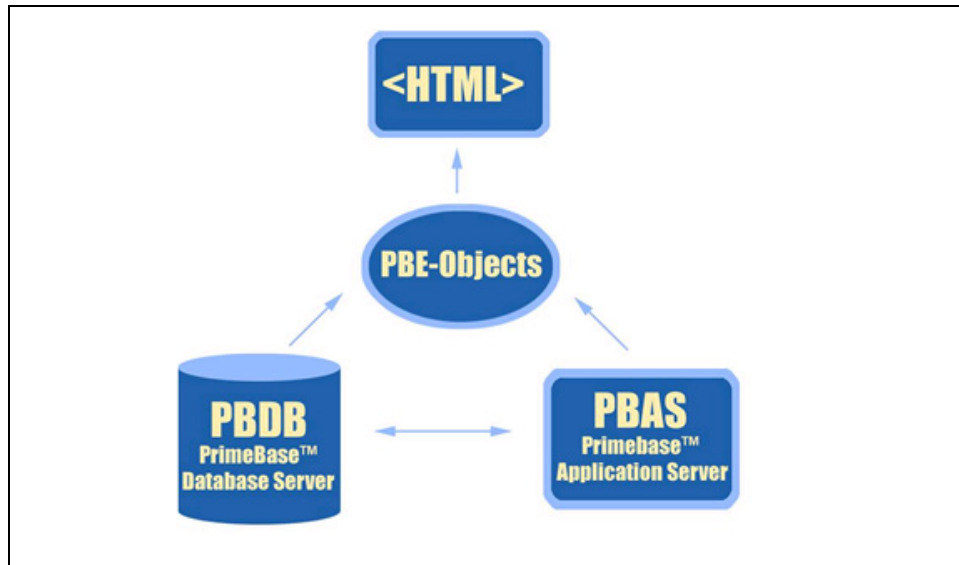 <HTML>
PBE-Objects
PBDB
PrimeBase™
Database Server
PBAS
Primebase™
Application Server